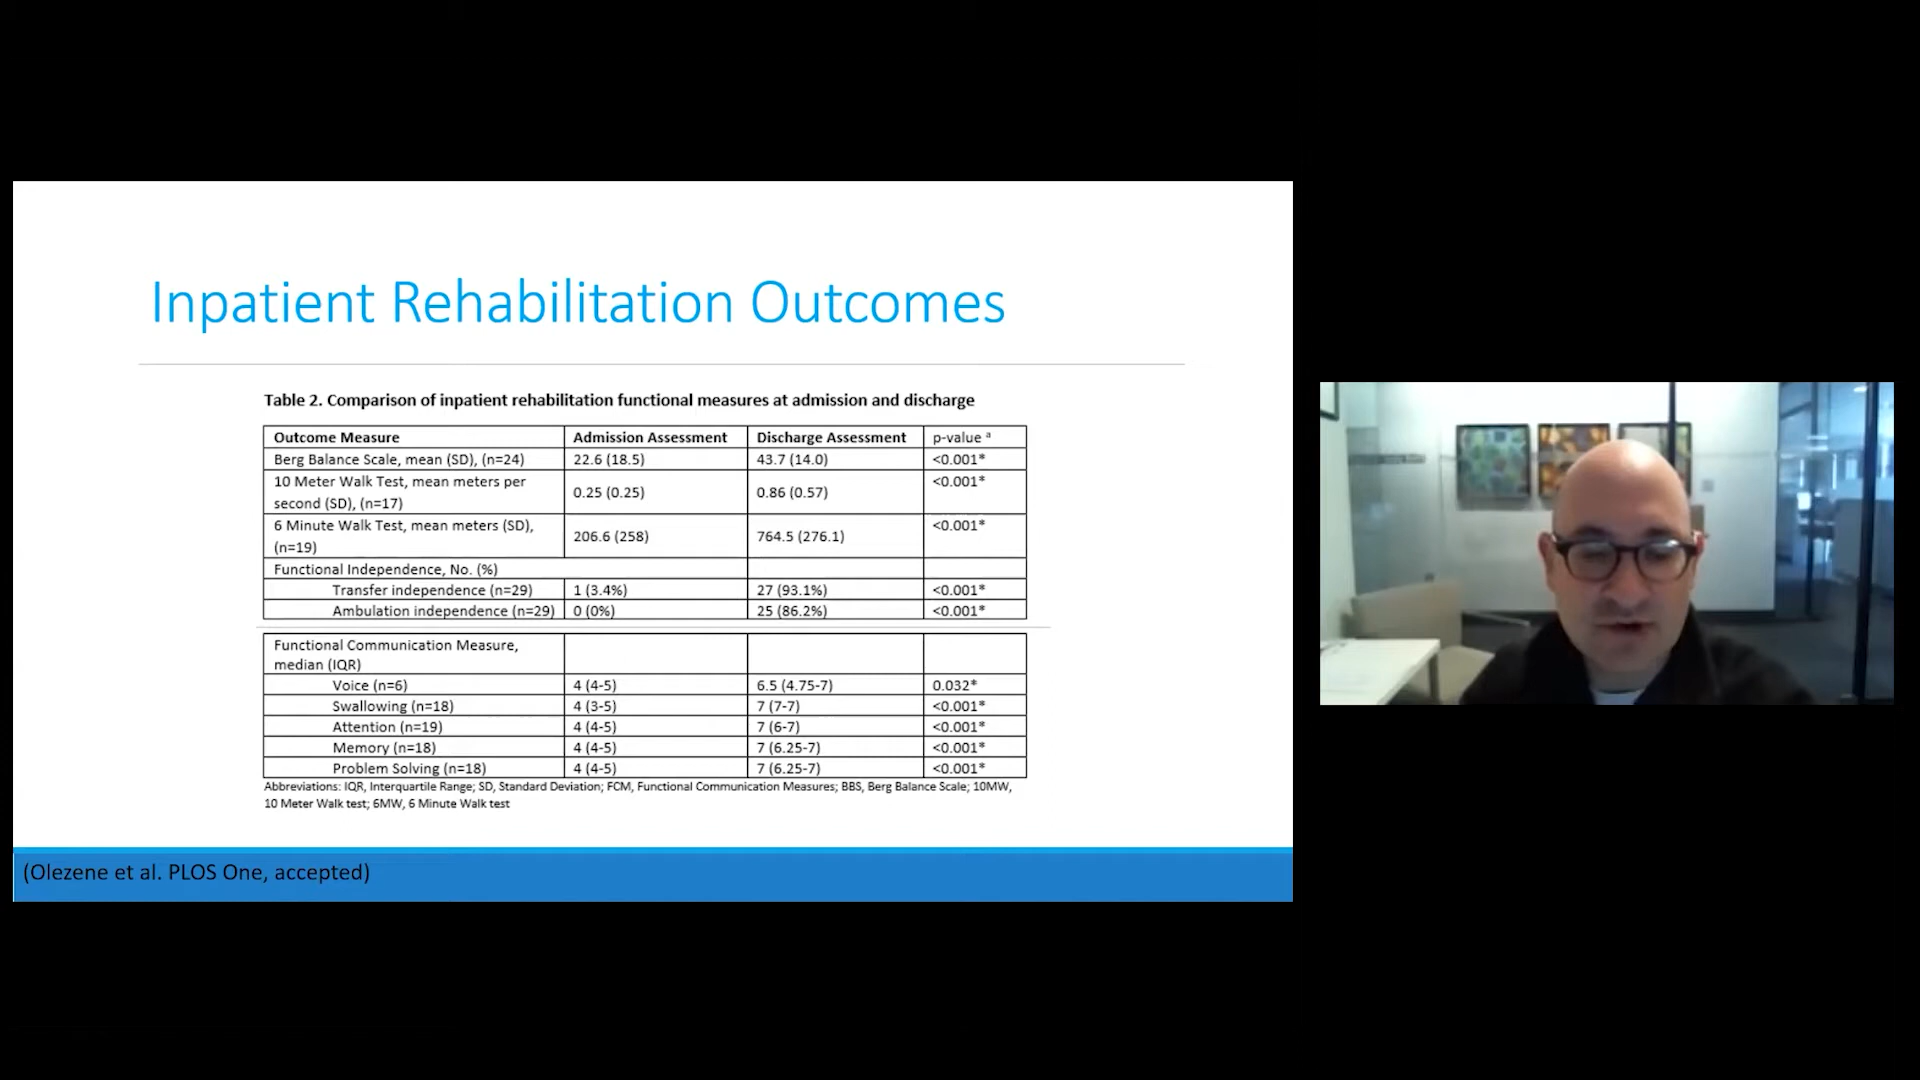 Inpatient Rehabilitation Outcomes
Table 2. Comparison of inpatient rehabilitation functional measures at admission and discharge
Outcome Measure Admission Assessment Discharge Assessment p-value ª
Berg Balance Scale, mean (SD), (n=24) 22.6 (18.5) 43.7 (14.0) <0.001*
10 Meter Walk Test, mean meters per
second (SD), (n=17) 0.25 (0.25) 0.86 (0.57) <0.001*
6 Minute Walk Test, mean meters (SD),
(n=19) 206.6 (258) 764.5 (276.1) <0.001*
Functional Independence, No. (%)
Transfer independence (n=29) 1 (3.4%) 27 (93.1%) <0.001*
Ambulation independence (n=29) 0 (0%) 25 (86.2%) <0.001*
Functional Communication Measure,
median (IQR)
Voice (n=6) 4 (4-5) 6.5 (4.75-7) 0.032*
Swallowing (n=18) 4 (3-5) 7 (7-7) <0.001*
Attention (n=19) 4 (4-5) 7 (6-7) <0.001*
Memory (n=18) 4 (4-5) 7 (6.25-7) <0.001*
Problem Solving (n=18) 4 (4-5) 7 (6.25-7) <0.001*
Abbreviations: IQR, Interquartile Range; SD, Standard Deviation; FCM, Functional Communication Measures; BBS, Berg Balance Scale; 10MW,
10 Meter Walk test; 6MW, 6 Minute Walk test
(Olezene et al. PLOS One, accepted)